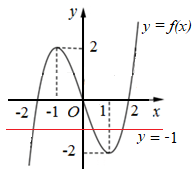 y
y = f(x)
2
-2 -1 O 1 2 x
y = -1
-2